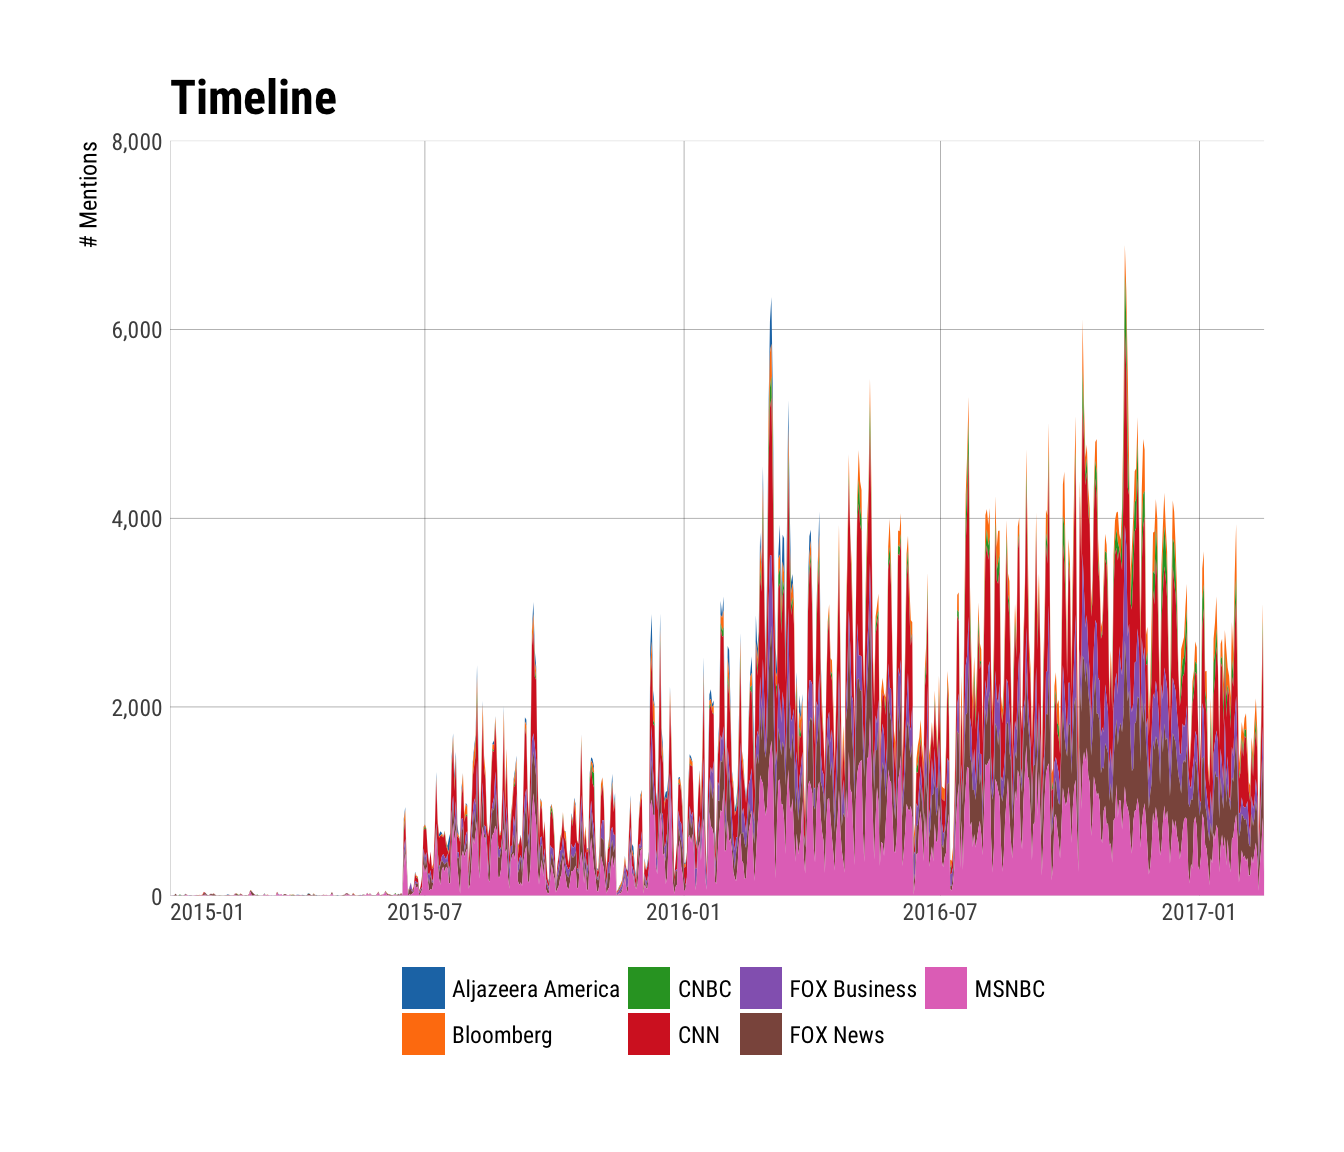 Timeline
# Mentions
8,000
6,000
4,000
2,000
0
2015-01 2015-07 2016-01 2016-07 2017-01
Aljazeera America CNBC FOX Business MSNBC
Bloomberg CNN FOX News